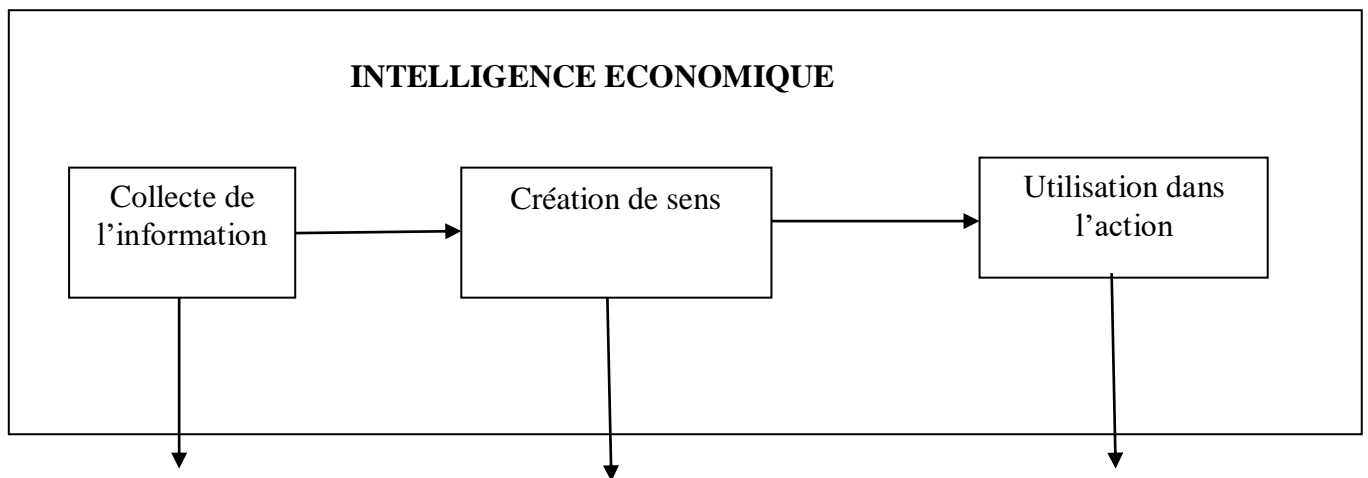 INTELLIGENCE ECONOMIQUE
Collecte de
l’information
Création de sens
Utilisation dans
l’action